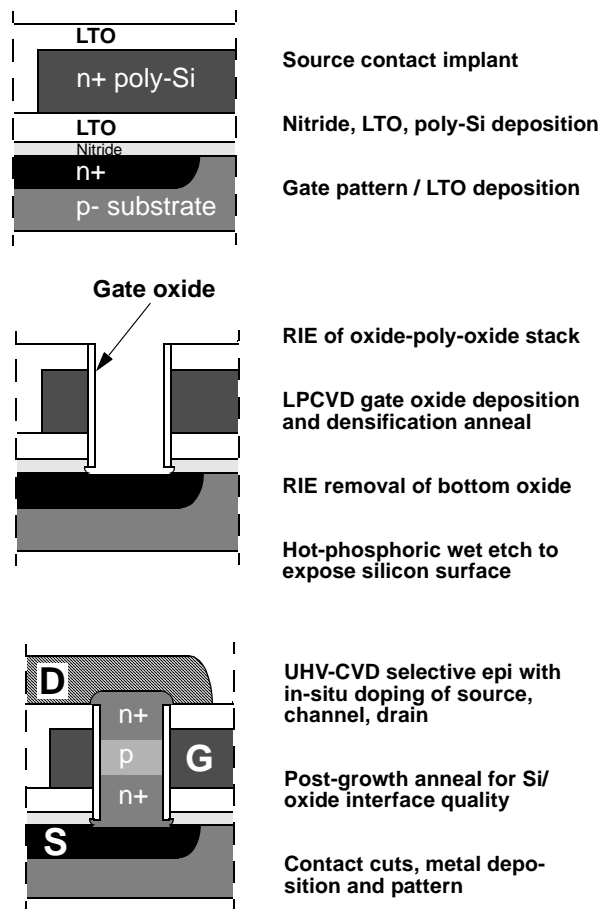 LTO
n+ poly-Si
LTO
Nitride
n+
p- substrate
Source contact implant
Nitride, LTO, poly-Si deposition
Gate pattern / LTO deposition
Gate oxide
RIE of oxide-poly-oxide stack
LPCVD gate oxide deposition
and densification anneal
RIE removal of bottom oxide
Hot-phosphoric wet etch to
expose silicon surface
D
n+
p
G
n+
S
UHV-CVD selective epi with
in-situ doping of source,
channel, drain
Post-growth anneal for Si/
oxide interface quality
Contact cuts, metal depo-
sition and pattern